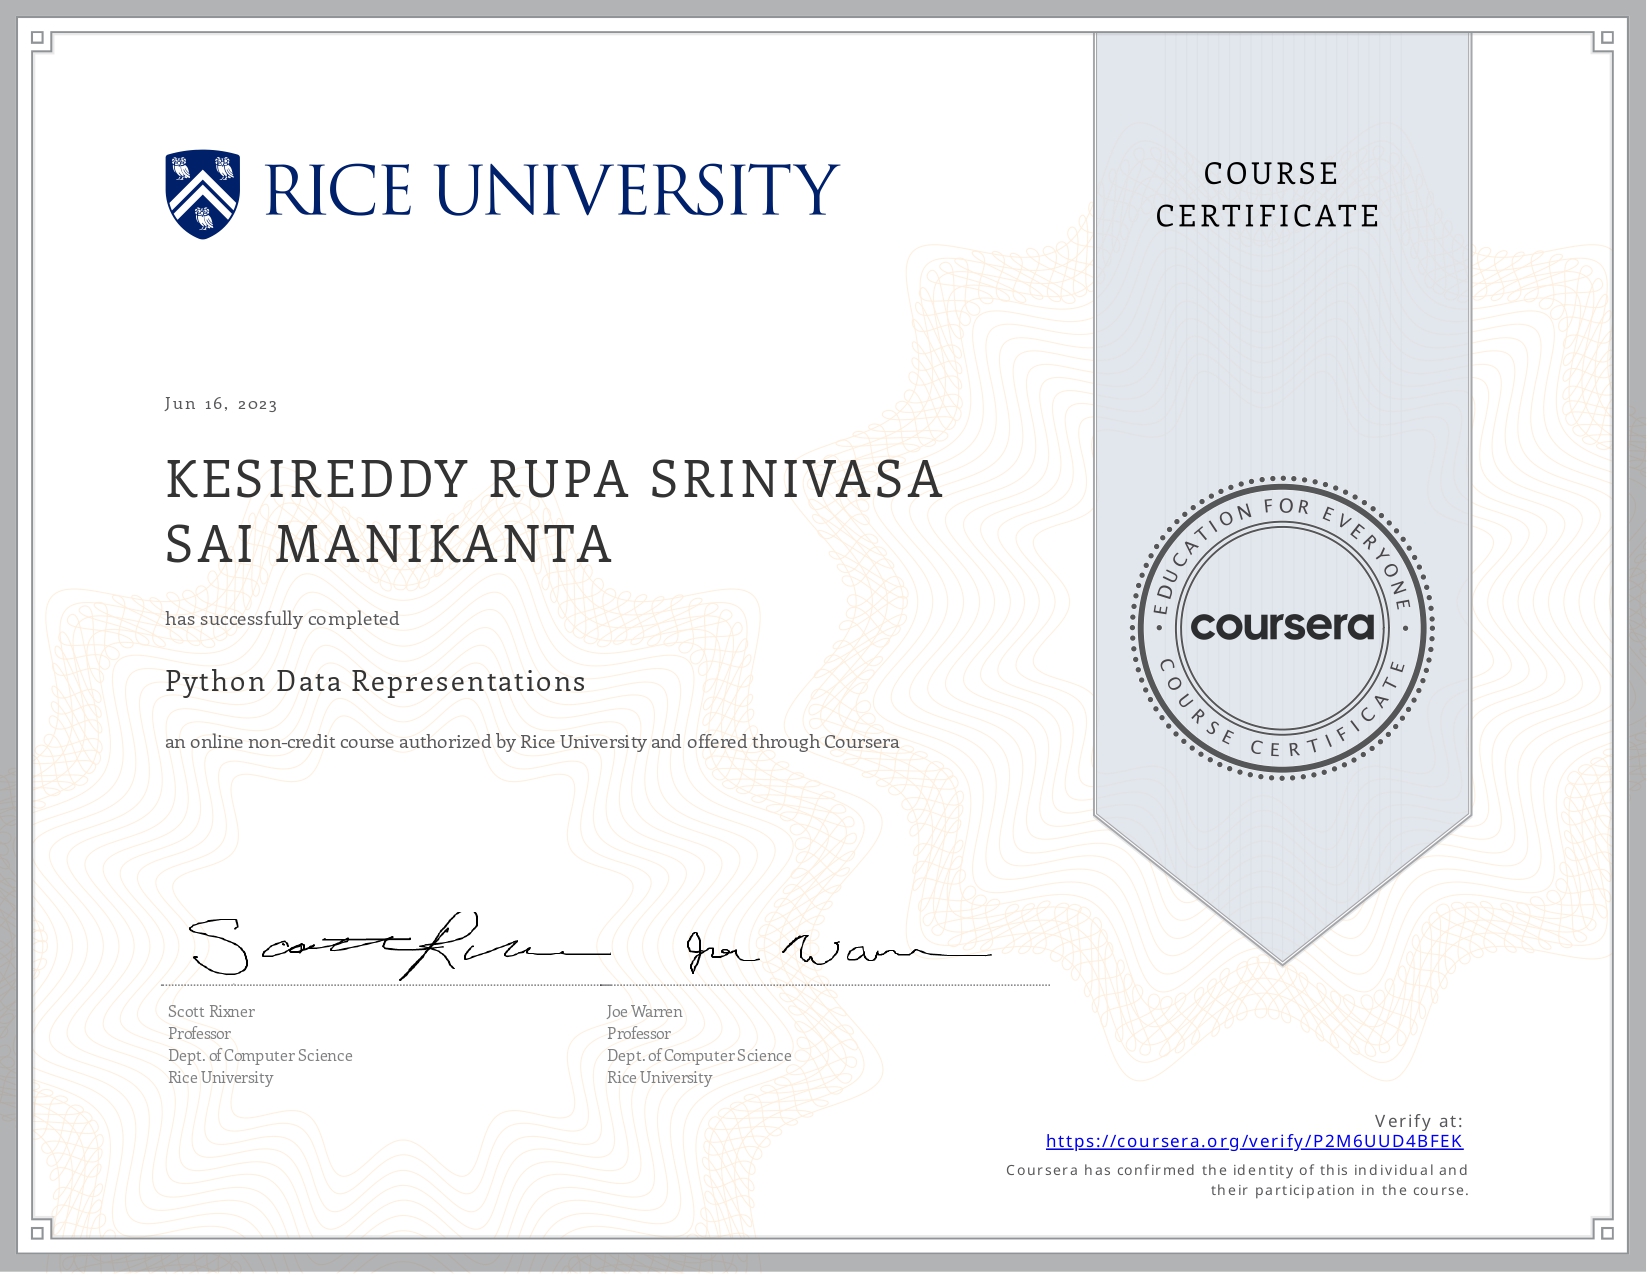 RICE UNIVERSITY
COURSE
CERTIFICATE
Jun 16, 2023
KESIREDDY RUPA SRINIVASA
SAI MANIKANTA
has successfully completed
Python Data Representations
an online non-credit course authorized by Rice University and offered through Coursera
EDUCATION FOR EVERYONE
coursera
COURSE CERTIFICATE
Scott Rixner
Joe Warren
Scott Rixner
Professor
Dept. of Computer Science
Rice University
Joe Warren
Professor
Dept. of Computer Science
Rice University
Verify at:
https://coursera.org/verify/P2M6UUD4BFEK
Coursera has confirmed the identity of this individual and
their participation in the course.